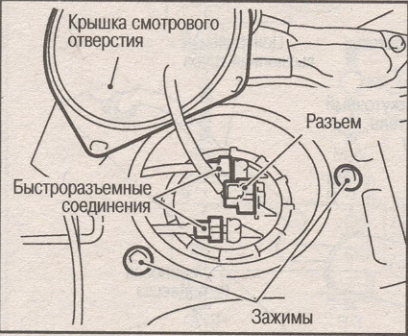 Крышка смотрового
отверстия
Разъем
Быстроразъемные
соединения
Зажимы